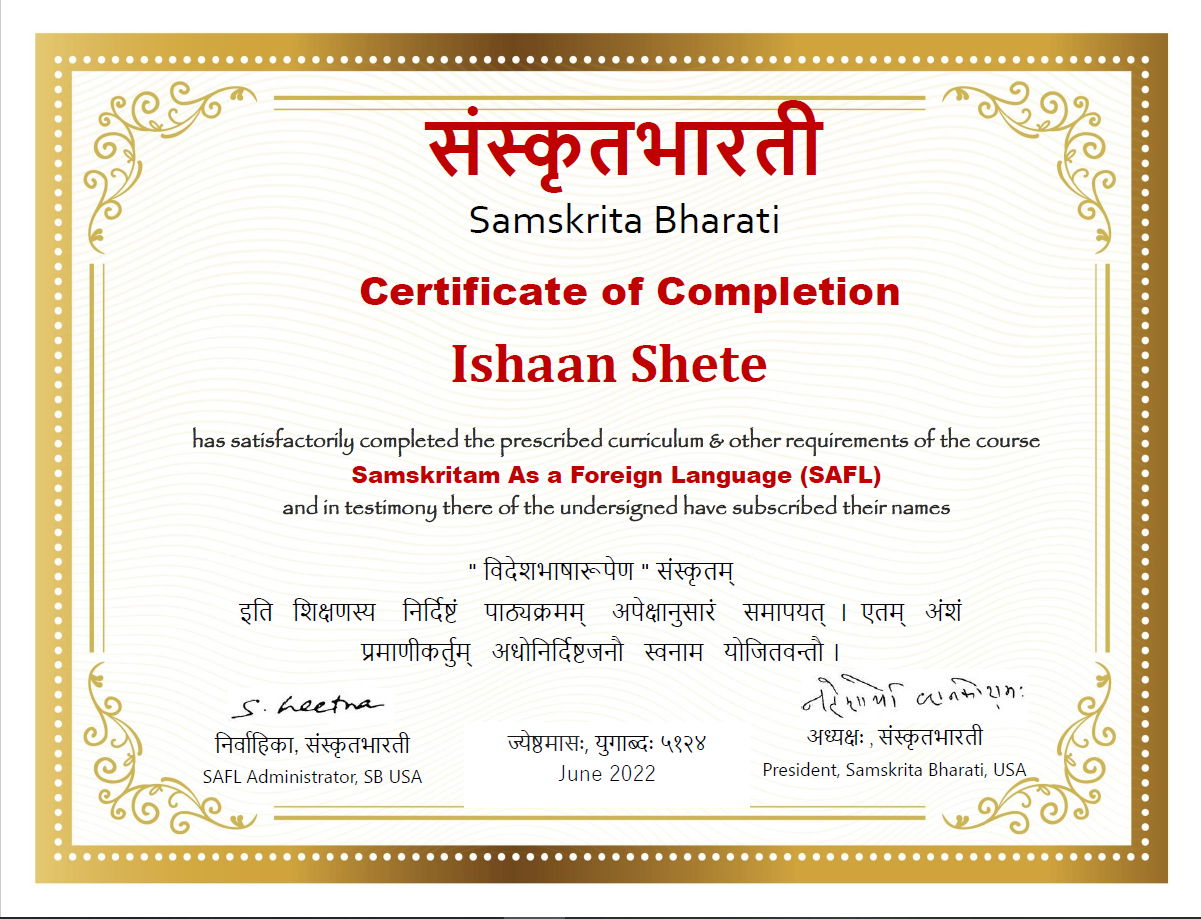 संस्कृतभारती
Samskrita Bharati
Certificate of Completion
Ishaan Shete
has satisfactorily completed the prescribed curriculum & other requirements of the course
Samskritam As a Foreign Language (SAFL)
and in testimony there of the undersigned have subscribed their names
" विदेशभाषारूपेण " संस्कृतम्
इति शिक्षणस्य निर्दिष्टं पाठ्यक्रमम् अपेक्षानुसारं समापयत् । एतम् अंशं
प्रमाणीकर्तुम् अधोनिर्दिष्टजनौ स्वनाम योजितवन्तौ ।
निर्वाहिका, संस्कृतभारती
SAFL Administrator, SB USA
ज्येष्ठमासः, युगाब्दः ५१२४
June 2022
अध्यक्षः , संस्कृतभारती
President, Samskrita Bharati, USA